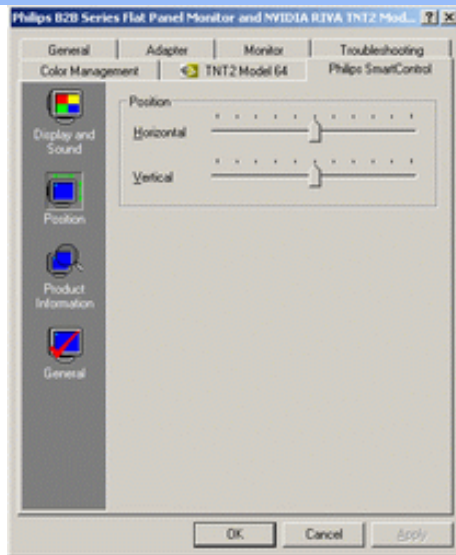 Philips B2B Series Flat Panel Monitor and NVIDIA RIVA TNT2 Mod...
General
Adapter
Monitor
Troubleshooting
Color Management
TNT2 Model 64
Philips SmartControl
Display and
Sound
Position
Product
Information
General
Position
Horizontal
Vertical
OK
Cancel
Apply